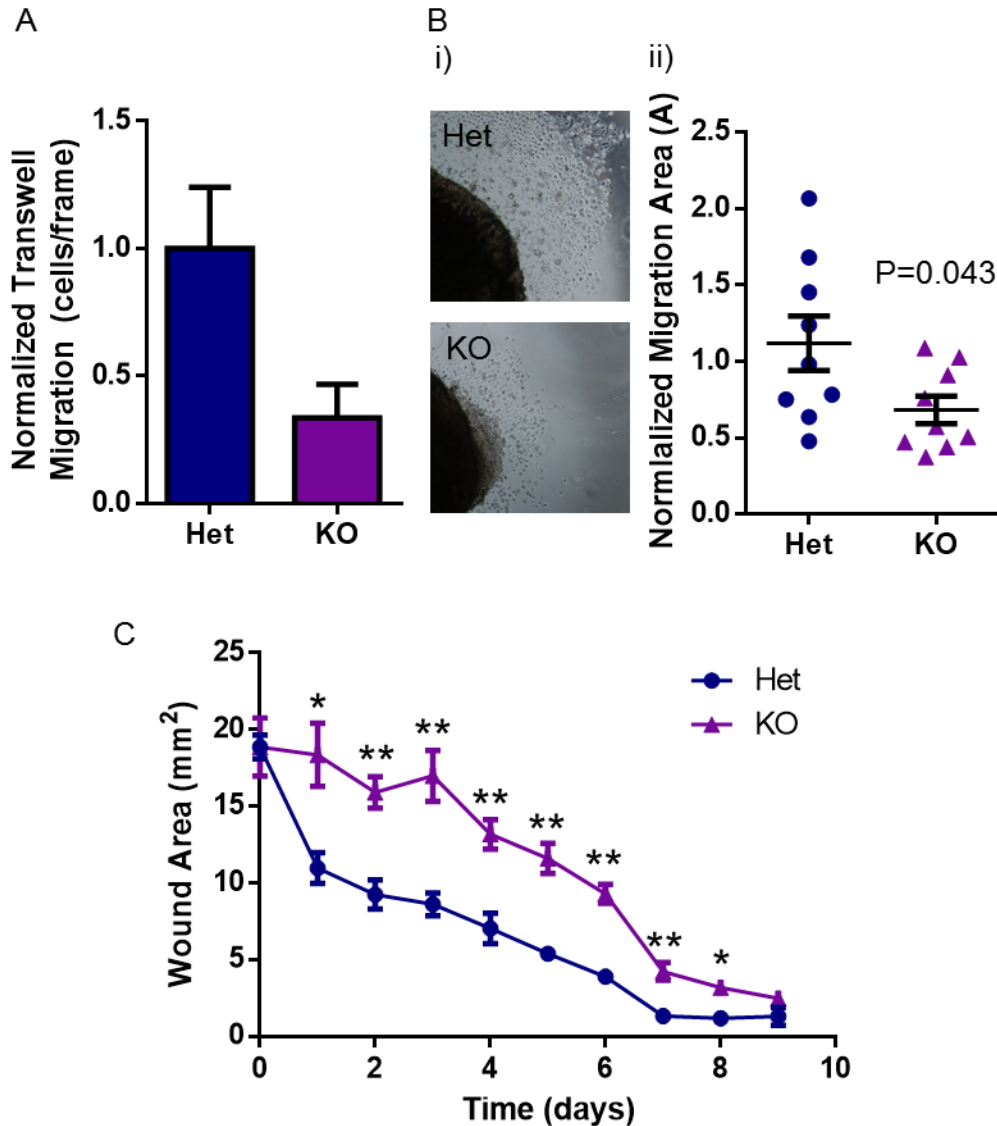 A
Normalized Transwell
Migration (cells/frame)
1.5
1.0
0.5
0.0
Het
KO
B
i)
Het
KO
ii)
Normlalized Migration Area (A)
2.5
2.0
1.5
1.0
0.5
0.0
P=0.043
Het
KO
C
Wound Area (mm²)
25
20
15
10
5
0
*
**
**
**
**
**
**
*
Het
KO
0
2
4
6
8
10
Time (days)